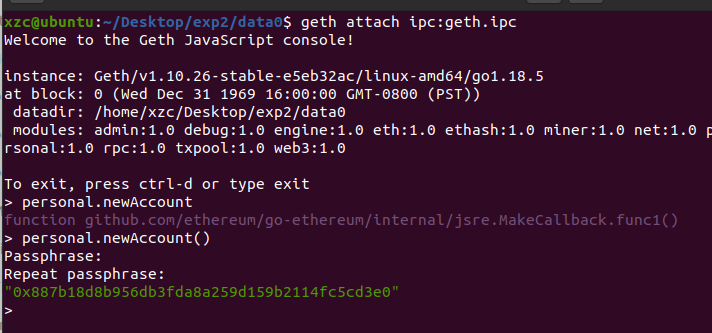 xzc@ubuntu:~/Desktop/exp2/data0$ geth attach ipc:geth.ipc
Welcome to the Geth JavaScript console!
instance: Geth/v1.10.26-stable-e5eb32ac/linux-amd64/go1.18.5
at block: 0 (Wed Dec 31 1969 16:00:00 GMT-0800 (PST))
 datadir: /home/xzc/Desktop/exp2/data0
 modules: admin:1.0 debug:1.0 engine:1.0 eth:1.0 ethash:1.0 miner:1.0 net:1.0 p
rsonal:1.0 rpc:1.0 txpool:1.0 web3:1.0
To exit, press ctrl-d or type exit
> personal.newAccount
function github.com/ethereum/go-ethereum/internal/jsre.MakeCallback.func1()
> personal.newAccount()
Passphrase:
Repeat passphrase:
"0x887b18d8b956db3fda8a259d159b2114fc5cd3e0"
>